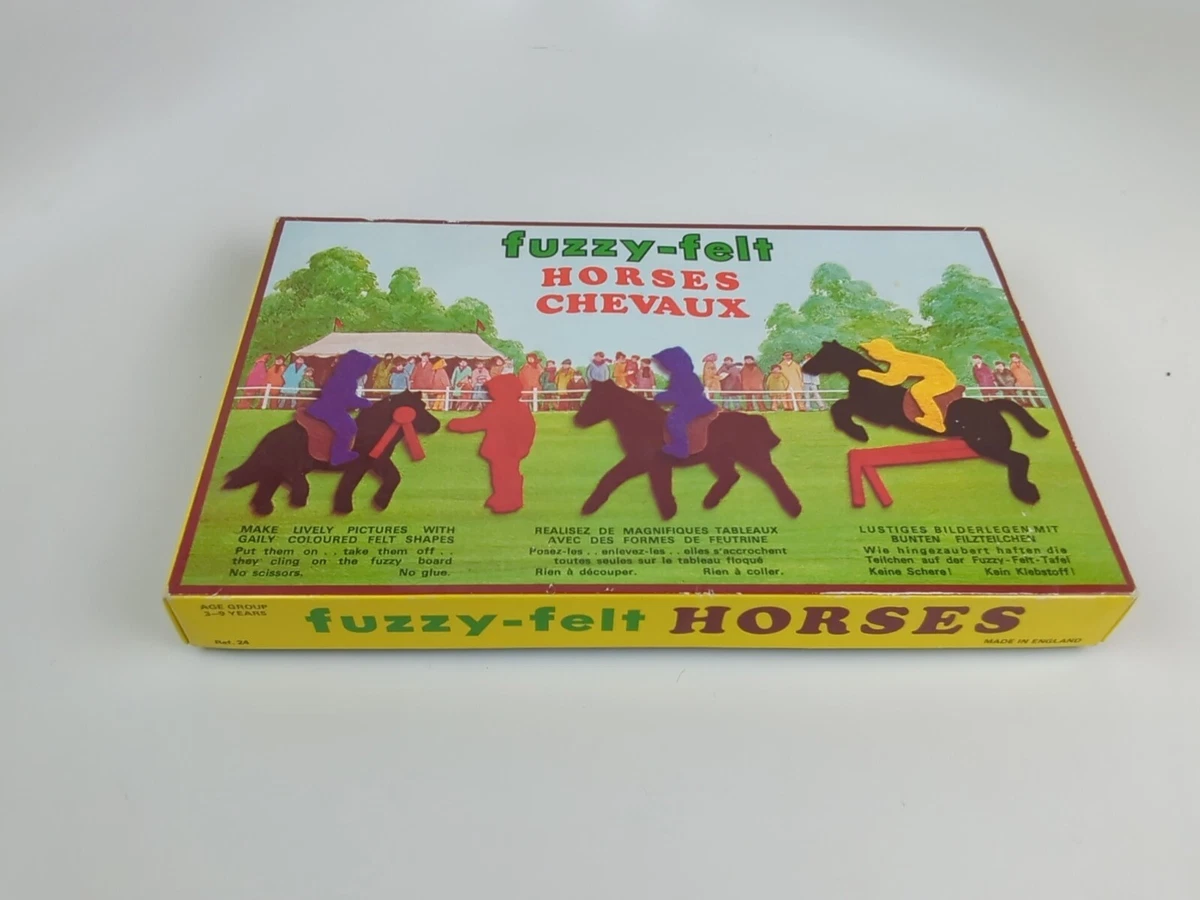 fuzzy-felt
HORSES
CHEVAUX
MAKE LIVELY PICTURES WITH
GAILY COLOURED FELT SHAPES
Put them on . . take them off . .
they cling on the fuzzy board
No scissors. No glue.
REALISEZ DE MAGNIFIQUES TABLEAUX
AVEC DES FORMES DE FEUTRINE
Posez-les . . enlevez-les . . elles s'accrochent
toutes seules sur le tableau floqué
Rien à découper. Rien à coller.
LUSTIGES BILDERLEGEN MIT
BUNTEN FILZTEILCHEN
Wie hingezaubert haften die
Teilchen auf der Fuzzy-Felt-Tafel
Keine Schere! Kein Klebstoff!
AGE GROUP
3-9 YEARS
fuzzy-felt HORSES
Ref. 24
MADE IN ENGLAND